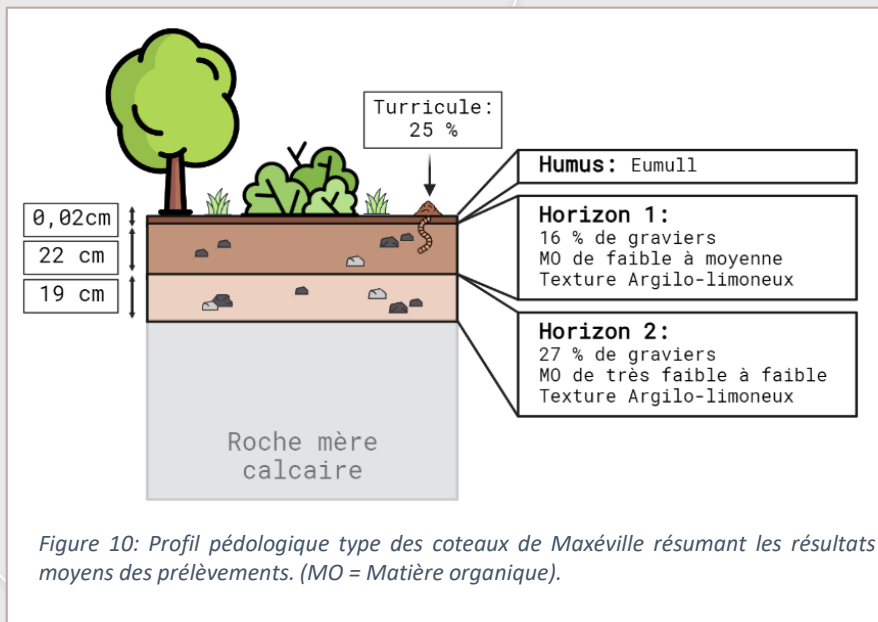 Turricule:
25 %
0,02cm
22 cm
19 cm
Humus: Eumull
Horizon 1:
16 % de graviers
MO de faible à moyenne
Texture Argilo-limoneux
Horizon 2:
27 % de graviers
MO de très faible à faible
Texture Argilo-limoneux
Roche mère
calcaire
Figure 10: Profil pédologique type des coteaux de Maxéville résumant les résultats
moyens des prélèvements. (MO = Matière organique).